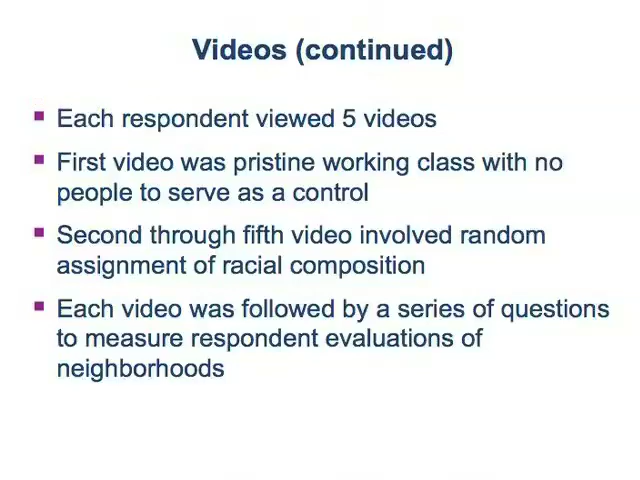 Videos (continued)
Each respondent viewed 5 videos
First video was pristine working class with no
people to serve as a control
Second through fifth video involved random
assignment of racial composition
Each video was followed by a series of questions
to measure respondent evaluations of
neighborhoods